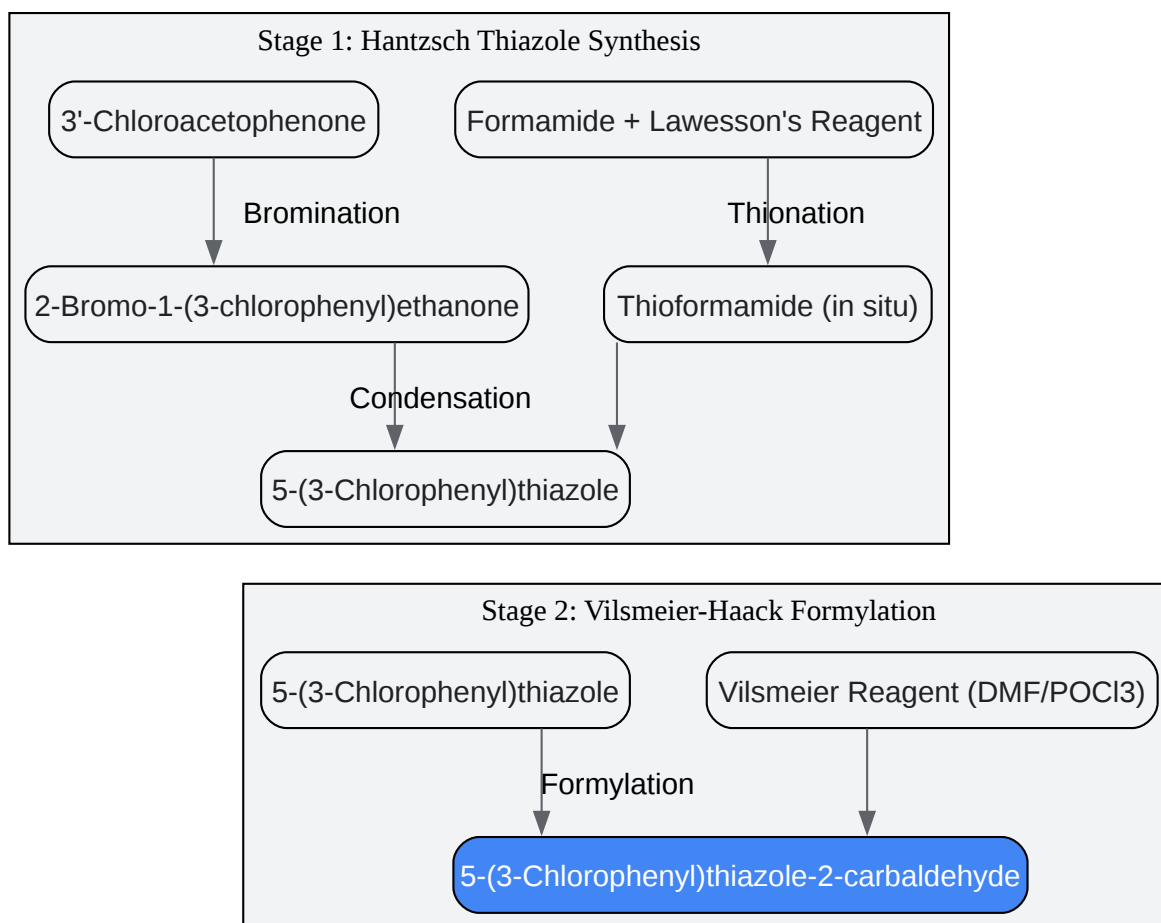 Stage 1: Hantzsch Thiazole Synthesis
3'-Chloroacetophenone
Formamide + Lawesson's Reagent
Bromination
Thionation
2-Bromo-1-(3-chlorophenyl)ethanone
Thioformamide (in situ)
Condensation
5-(3-Chlorophenyl)thiazole
Stage 2: Vilsmeier-Haack Formylation
5-(3-Chlorophenyl)thiazole
Vilsmeier Reagent (DMF/POCl3)
Formylation
5-(3-Chlorophenyl)thiazole-2-carbaldehyde